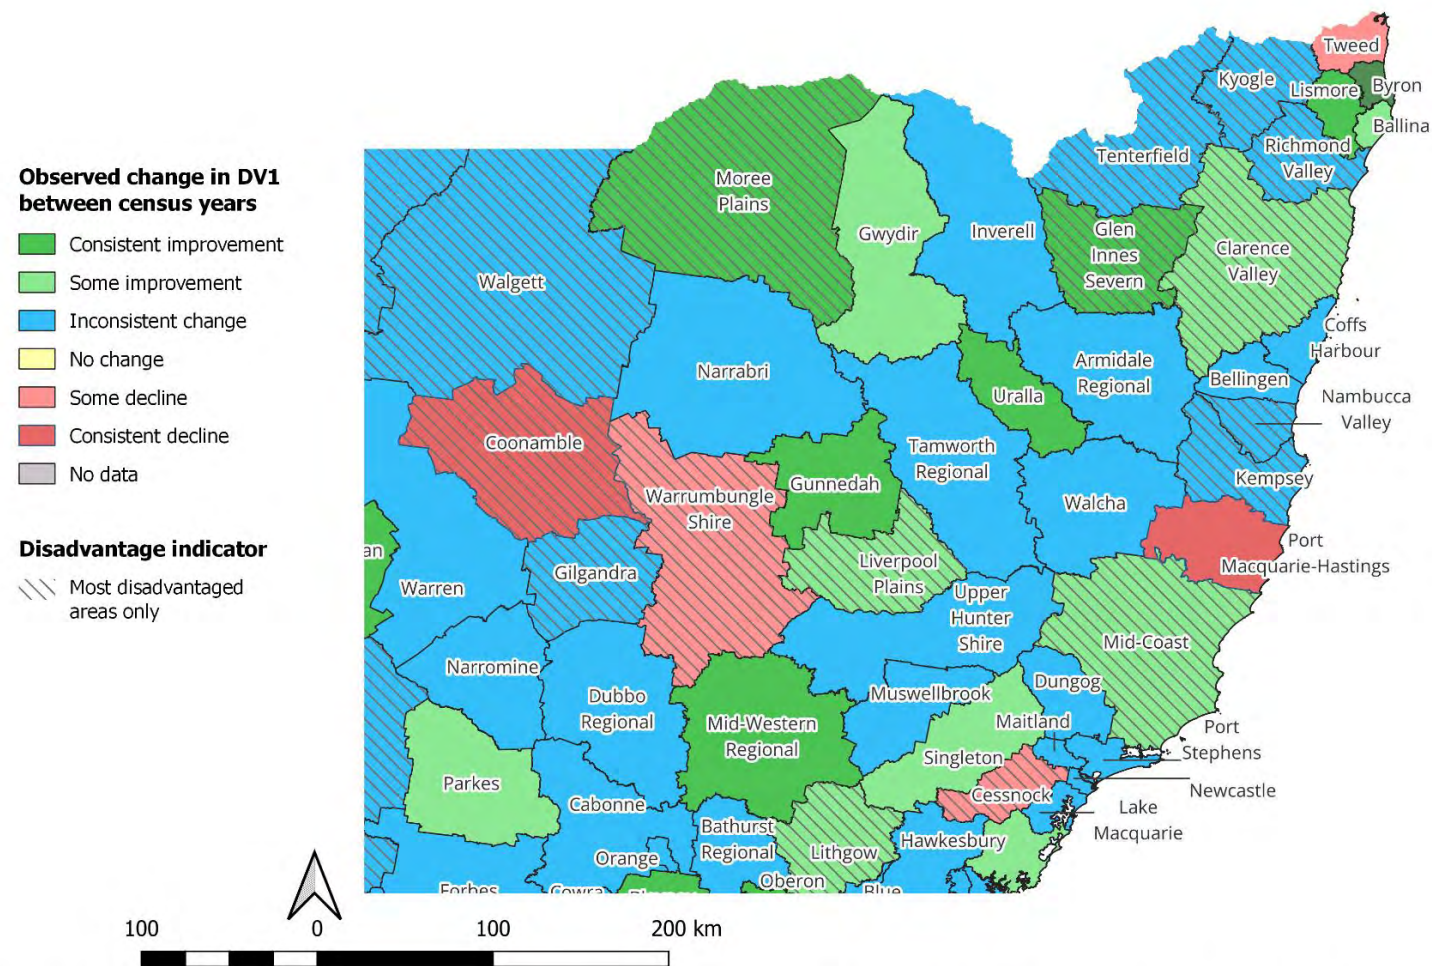 Observed change in DV1
between census years
Consistent improvement
Some improvement
Inconsistent change
No change
Some decline
Consistent decline
No data
Disadvantage indicator
Most disadvantaged
areas only
Tweed
Kyogle
Lismore
Byron
Ballina
Richmond
Valley
Tenterfield
Moree
Plains
Gwydir
Inverell
Glen
Innes
Severn
Clarence
Valley
Walgett
Coffs
Harbour
Narrabri
Armidale
Regional
Bellingen
Uralla
Nambucca
Valley
Coonamble
Tamworth
Regional
Gunnedah
Kempsey
Warrumbungle
Shire
Walcha
Port
Macquarie-Hastings
an
Gilgandra
Liverpool
Plains
Warren
Upper
Hunter
Shire
Mid-Coast
Narromine
Dubbo
Regional
Muswellbrook
Dungog
Mid-Western
Regional
Maitland
Port
Stephens
Singleton
Parkes
Cessnock
Newcastle
Cabonne
Lake
Macquarie
Bathurst
Regional
Hawkesbury
Orange
Lithgow
Oberon
Forbes
Cowra
Blue
100
0
100
200 km